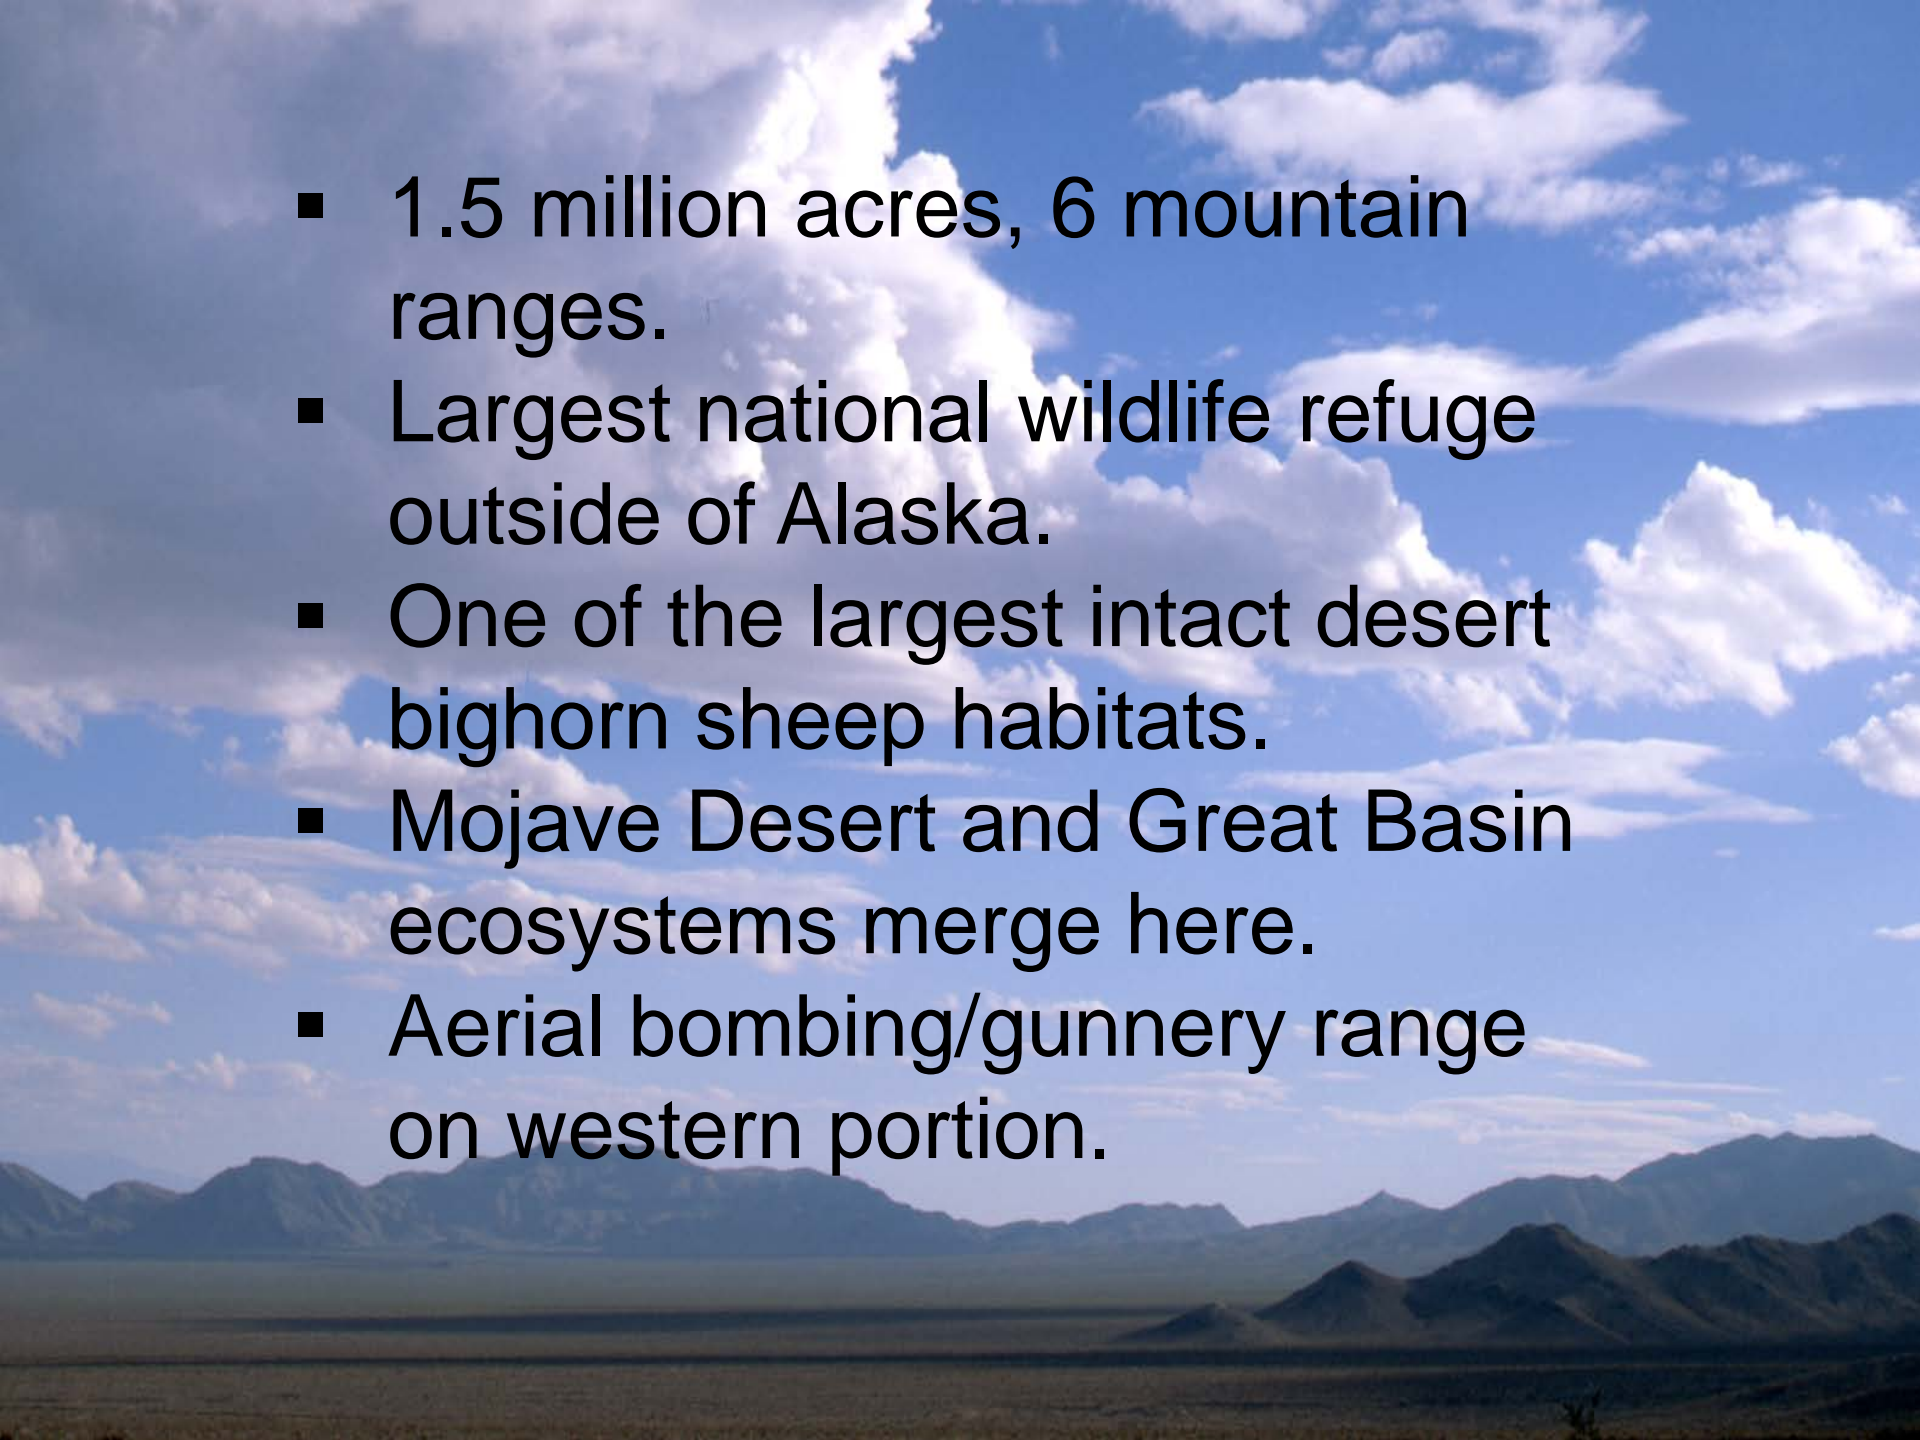 ▪ 1.5 million acres, 6 mountain
ranges.
▪ Largest national wildlife refuge
outside of Alaska.
▪ One of the largest intact desert
bighorn sheep habitats.
▪ Mojave Desert and Great Basin
ecosystems merge here.
▪ Aerial bombing/gunnery range
on western portion.